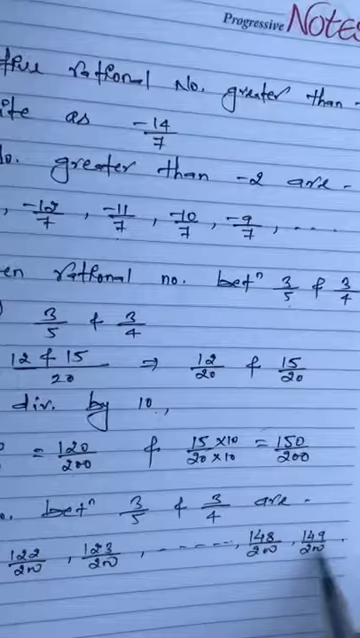 Progressive Notes
five rational No. greater than -
ite as -14/7
No. greater than -2 are -
, -12/7, -11/7, -10/7, -9/7, ....
en rational no. betⁿ 3/5 & 3/4
3/5 & 3/4
12 & 15/20 ⇒ 12/20 & 15/20
div. by 10,
= 120/200 & 15×10/20×10 = 150/200
o. betⁿ 3/5 & 3/4 are -
122/200, 123/200, ------, 148/200, 149/200.